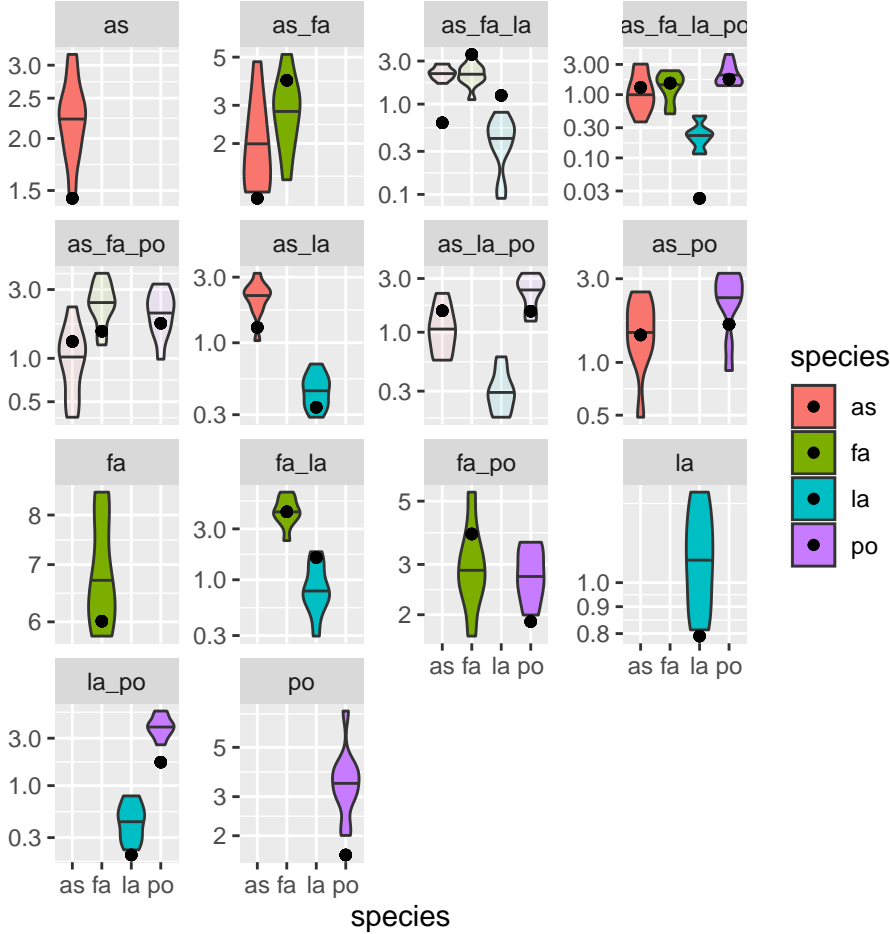 as as_fa as_fa_la as_fa_la_po
3.0 2.5 2.0 1.5
5 3 2
3.0 1.0 0.3 0.1
3.00 1.00 0.30 0.10 0.03
as_fa_po as_la as_la_po as_po
3.0 1.0 0.5
3.0 1.0 0.3
3.0 1.0 0.3
3.0 1.0 0.5
fa fa_la fa_po la
8 7 6
3.0 1.0 0.3
5 3 2
1.0 0.9 0.8
as fa la po
as fa la po
la_po po
3.0 1.0 0.3
5 3 2
as fa la po
as fa la po
species
species
as
fa
la
po